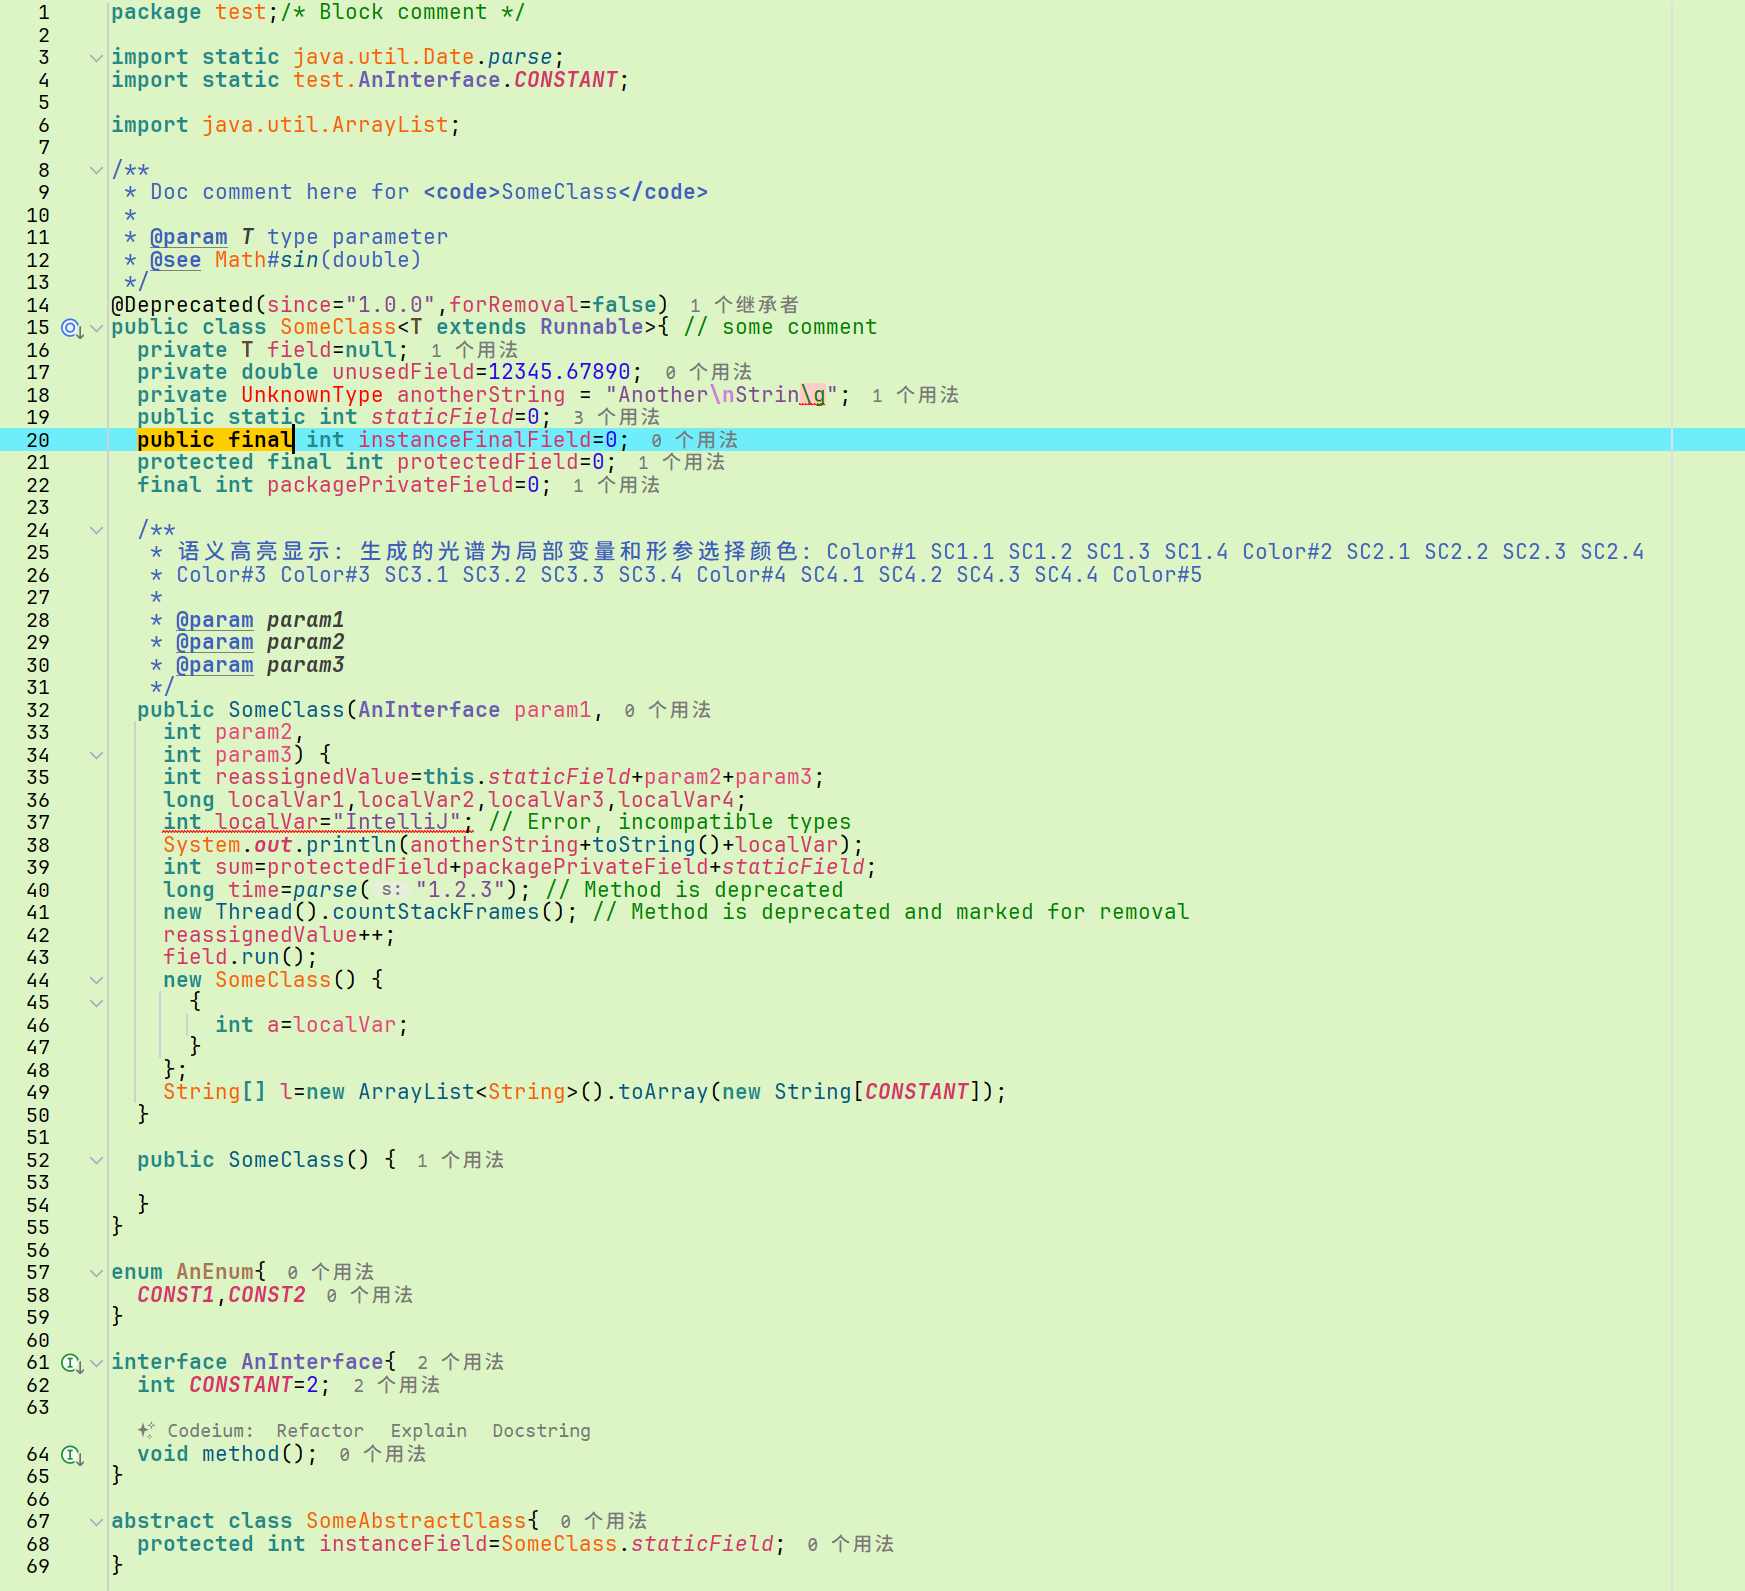 1 package test;/* Block comment */
2
3 import static java.util.Date.parse;
4 import static test.AnInterface.CONSTANT;
5
6 import java.util.ArrayList;
7
8 /**
9  * Doc comment here for <code>SomeClass</code>
10  *
11  * @param T type parameter
12  * @see Math#sin(double)
13  */
14 @Deprecated(since="1.0.0",forRemoval=false) 1 个继承者
15 public class SomeClass<T extends Runnable>{ // some comment
16   private T field=null; 1 个用法
17   private double unusedField=12345.67890; 0 个用法
18   private UnknownType anotherString = "Another\nStrin\g"; 1 个用法
19   public static int staticField=0; 3 个用法
20   public final int instanceFinalField=0; 0 个用法
21   protected final int protectedField=0; 1 个用法
22   final int packagePrivateField=0; 1 个用法
23
24   /**
25    * 语义高亮显示: 生成的光谱为局部变量和形参选择颜色: Color#1 SC1.1 SC1.2 SC1.3 SC1.4 Color#2 SC2.1 SC2.2 SC2.3 SC2.4
26    * Color#3 Color#3 SC3.1 SC3.2 SC3.3 SC3.4 Color#4 SC4.1 SC4.2 SC4.3 SC4.4 Color#5
27    *
28    * @param param1
29    * @param param2
30    * @param param3
31    */
32   public SomeClass(AnInterface param1, 0 个用法
33     int param2,
34     int param3) {
35     int reassignedValue=this.staticField+param2+param3;
36     long localVar1,localVar2,localVar3,localVar4;
37     int localVar="IntelliJ"; // Error, incompatible types
38     System.out.println(anotherString+toString()+localVar);
39     int sum=protectedField+packagePrivateField+staticField;
40     long time=parse( s: "1.2.3"); // Method is deprecated
41     new Thread().countStackFrames(); // Method is deprecated and marked for removal
42     reassignedValue++;
43     field.run();
44     new SomeClass() {
45       {
46         int a=localVar;
47       }
48     };
49     String[] l=new ArrayList<String>().toArray(new String[CONSTANT]);
50   }
51
52   public SomeClass() { 1 个用法
53
54   }
55 }
56
57 enum AnEnum{ 0 个用法
58   CONST1,CONST2 0 个用法
59 }
60
61 interface AnInterface{ 2 个用法
62   int CONSTANT=2; 2 个用法
63
Codeium: Refactor Explain Docstring
64   void method(); 0 个用法
65 }
66
67 abstract class SomeAbstractClass{ 0 个用法
68   protected int instanceField=SomeClass.staticField; 0 个用法
69 }